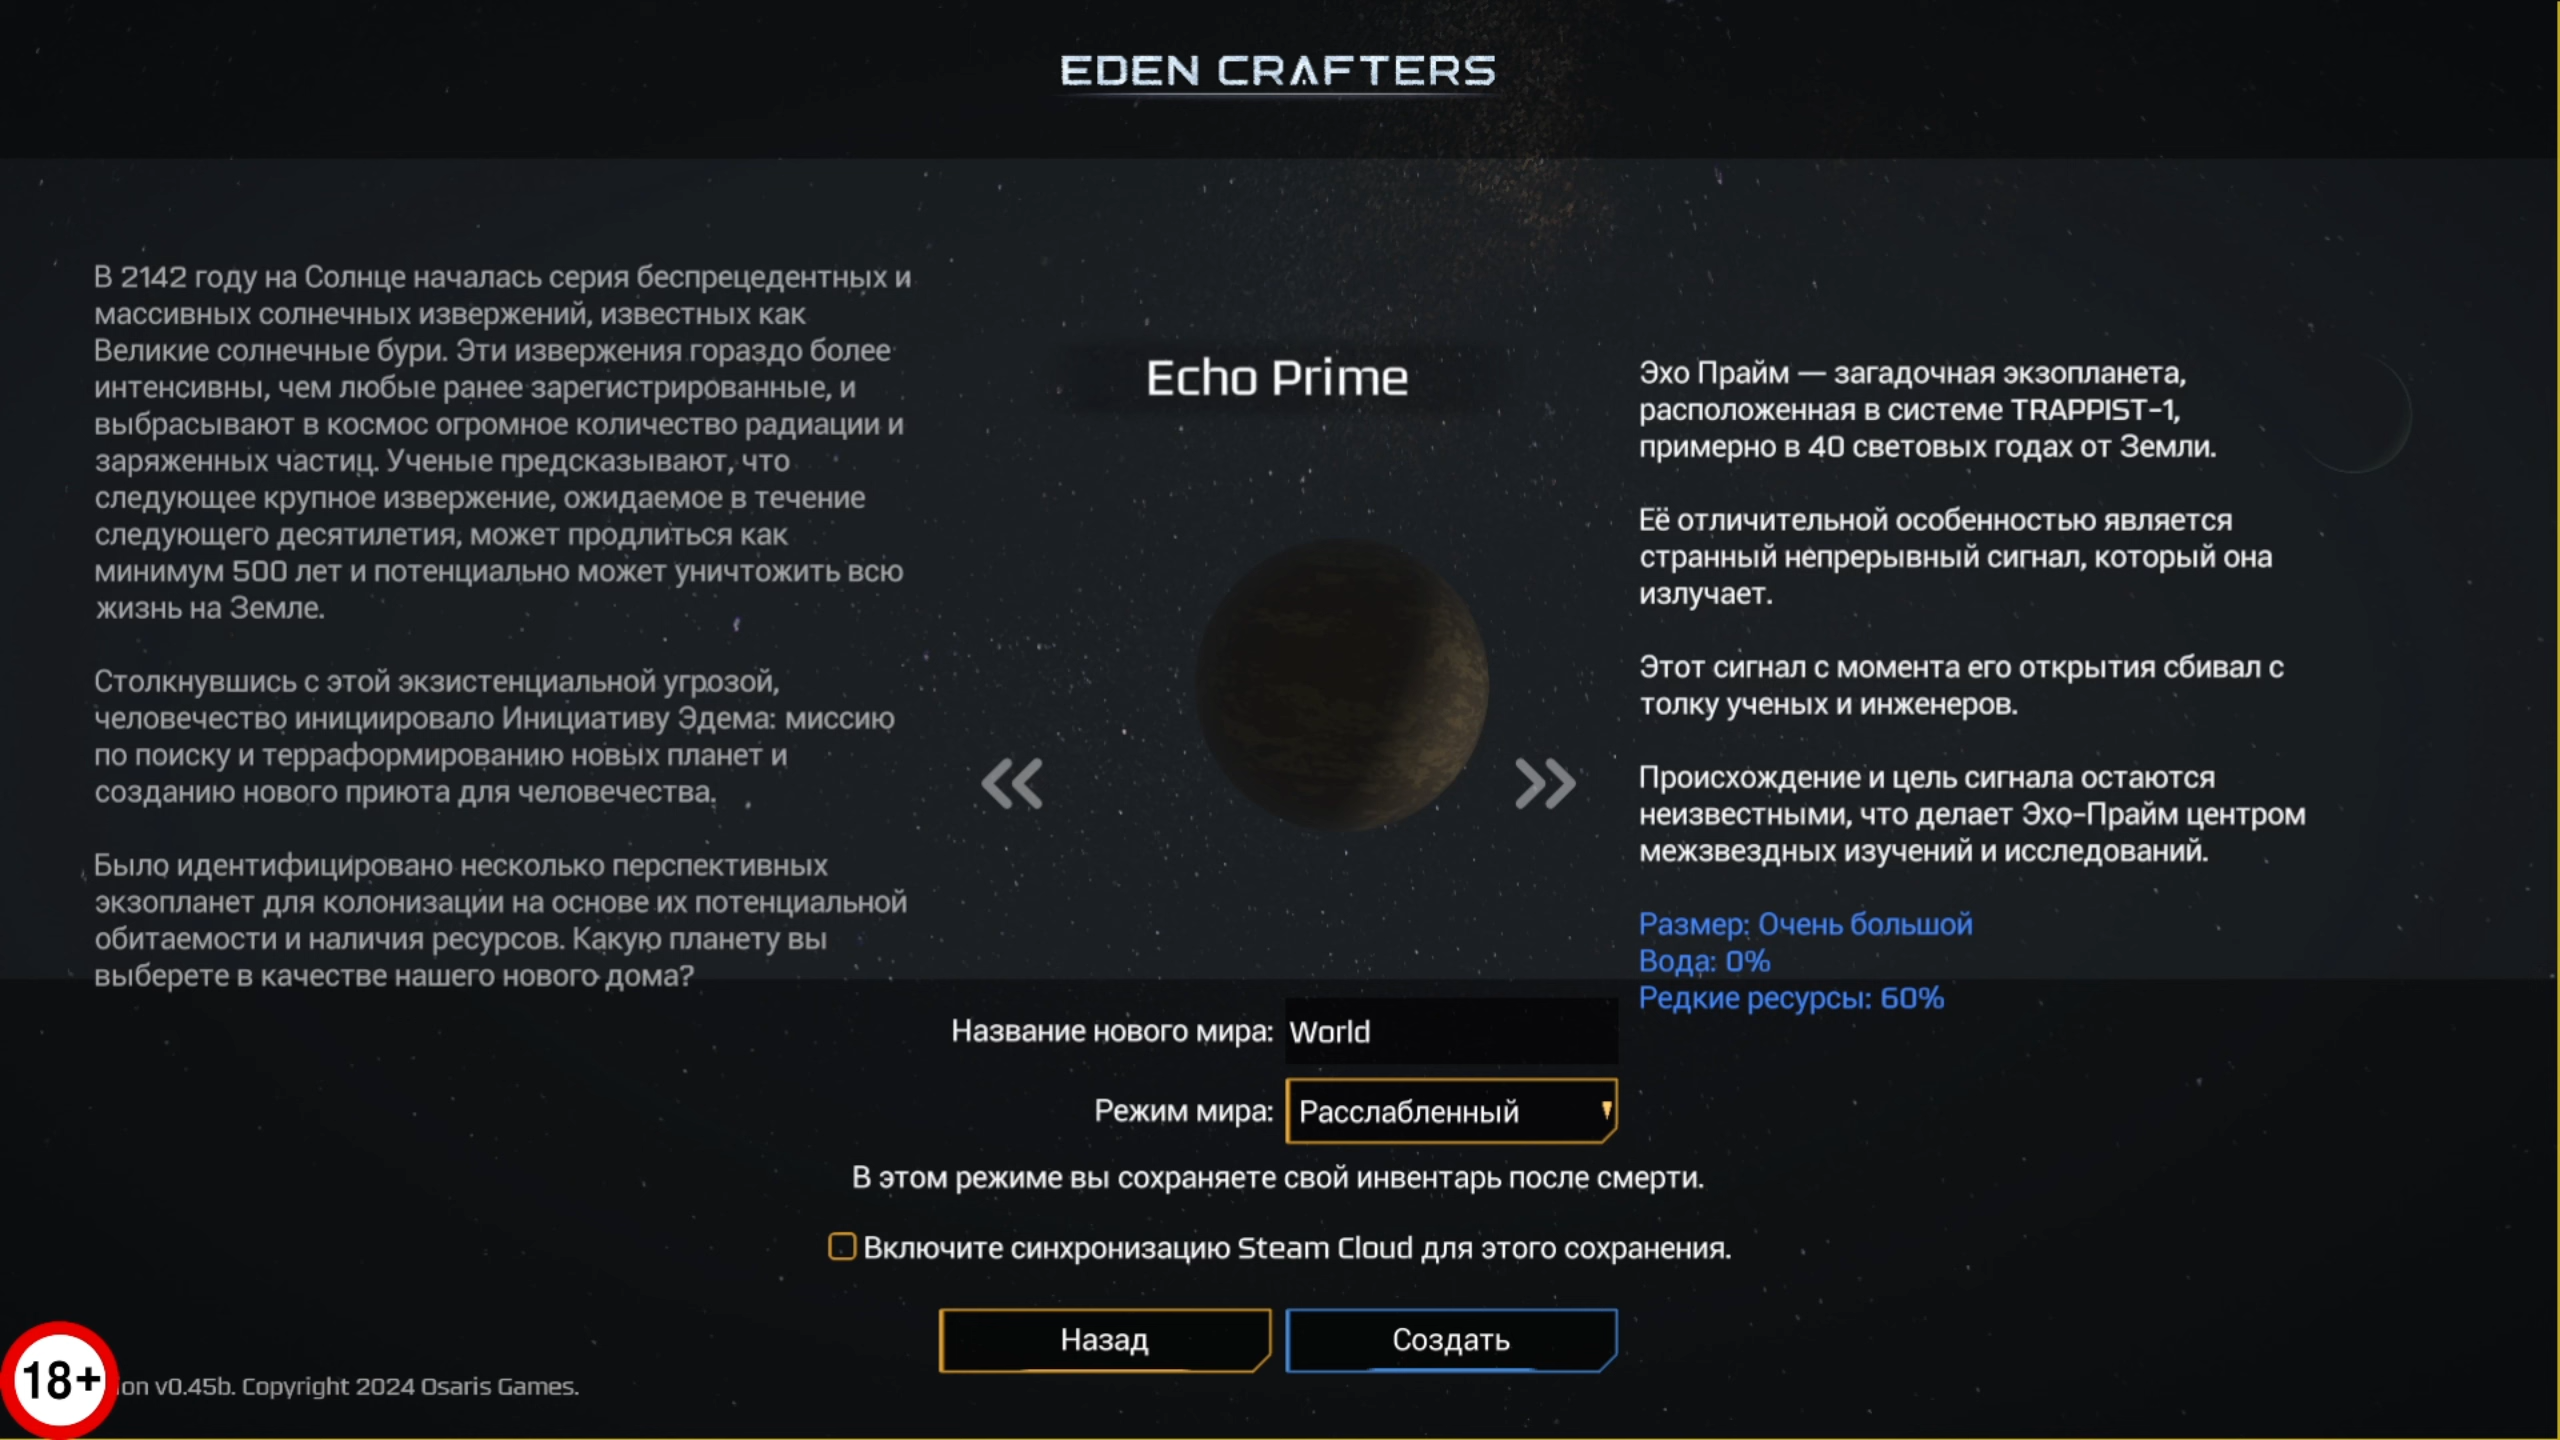 EDEN CRAFTERS
В 2142 году на Солнце началась серия беспрецедентных и
массивных солнечных извержений, известных как
Великие солнечные бури. Эти извержения гораздо более
интенсивны, чем любые ранее зарегистрированные, и
выбрасывают в космос огромное количество радиации и
заряженных частиц. Ученые предсказывают, что
следующее крупное извержение, ожидаемое в течение
следующего десятилетия, может продлиться как
минимум 500 лет и потенциально может уничтожить всю
жизнь на Земле.
Столкнувшись с этой экзистенциальной угрозой,
человечество инициировало Инициативу Эдема: миссию
по поиску и терраформированию новых планет и
созданию нового приюта для человечества.
Было идентифицировано несколько перспективных
экзопланет для колонизации на основе их потенциальной
обитаемости и наличия ресурсов. Какую планету вы
выберете в качестве нашего нового дома?
Echo Prime
Эхо Прайм — загадочная экзопланета,
расположенная в системе TRAPPIST-1,
примерно в 40 световых годах от Земли.
Её отличительной особенностью является
странный непрерывный сигнал, который она
излучает.
Этот сигнал с момента его открытия сбивал с
толку ученых и инженеров.
Происхождение и цель сигнала остаются
неизвестными, что делает Эхо-Прайм центром
межзвездных изучений и исследований.
Размер: Очень большой
Вода: 0%
Редкие ресурсы: 60%
Название нового мира: World
Режим мира: Расслабленный
В этом режиме вы сохраняете свой инвентарь после смерти.
Включите синхронизацию Steam Cloud для этого сохранения.
Назад
Создать
18+
on v0.45b. Copyright 2024 Osaris Games.